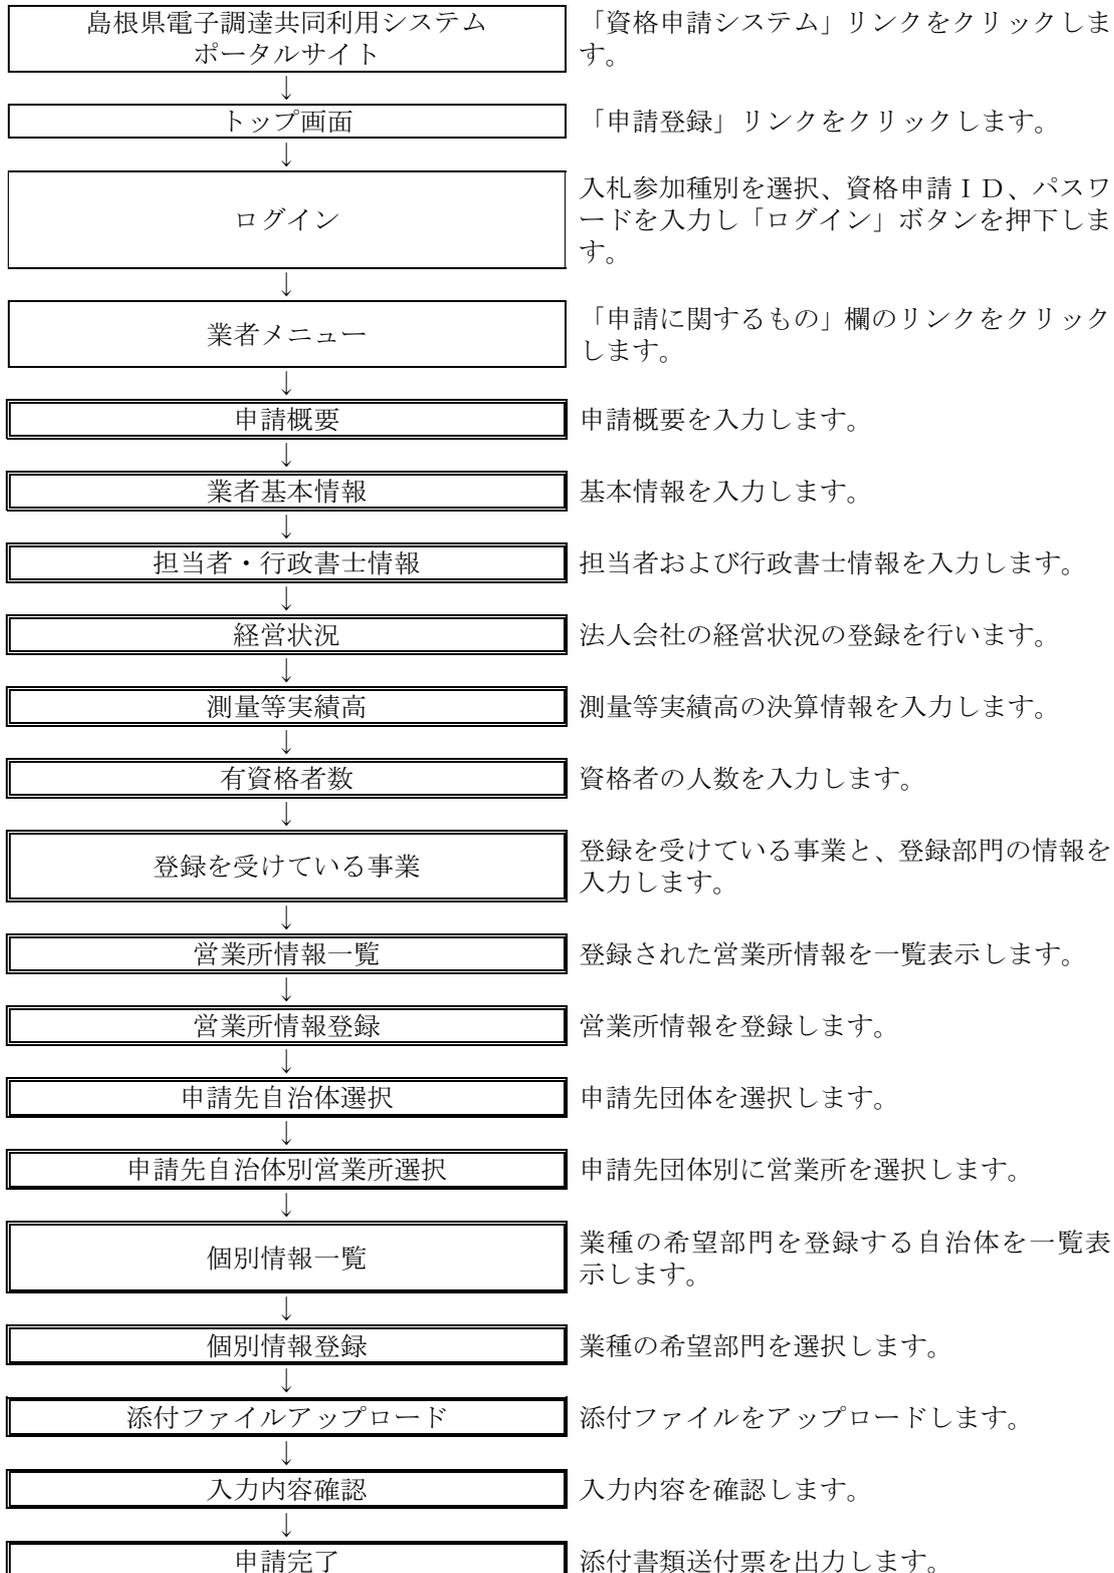 島根県電子調達共同利用システム
ポータルサイト
「資格申請システム」リンクをクリックしま
す。
↓
トップ画面
「申請登録」リンクをクリックします。
↓
ログイン
入札参加種別を選択、資格申請ＩＤ、パスワ
ードを入力し「ログイン」ボタンを押下しま
す。
↓
業者メニュー
「申請に関するもの」欄のリンクをクリック
します。
↓
申請概要
申請概要を入力します。
↓
業者基本情報
基本情報を入力します。
↓
担当者・行政書士情報
担当者および行政書士情報を入力します。
↓
経営状況
法人会社の経営状況の登録を行います。
↓
測量等実績高
測量等実績高の決算情報を入力します。
↓
有資格者数
資格者の人数を入力します。
↓
登録を受けている事業
登録を受けている事業と、登録部門の情報を
入力します。
↓
営業所情報一覧
登録された営業所情報を一覧表示します。
↓
営業所情報登録
営業所情報を登録します。
↓
申請先自治体選択
申請先団体を選択します。
↓
申請先自治体別営業所選択
申請先団体別に営業所を選択します。
↓
個別情報一覧
業種の希望部門を登録する自治体を一覧表
示します。
↓
個別情報登録
業種の希望部門を選択します。
↓
添付ファイルアップロード
添付ファイルをアップロードします。
↓
入力内容確認
入力内容を確認します。
↓
申請完了
添付書類送付票を出力します。